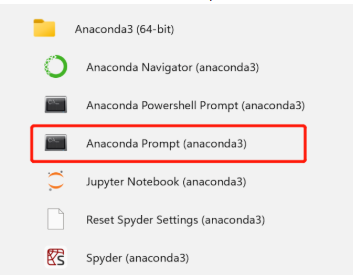 Anaconda3 (64-bit)
Anaconda Navigator (anaconda3)
Anaconda Powershell Prompt (anaconda3)
Anaconda Prompt (anaconda3)
Jupyter Notebook (anaconda3)
Reset Spyder Settings (anaconda3)
Spyder (anaconda3)